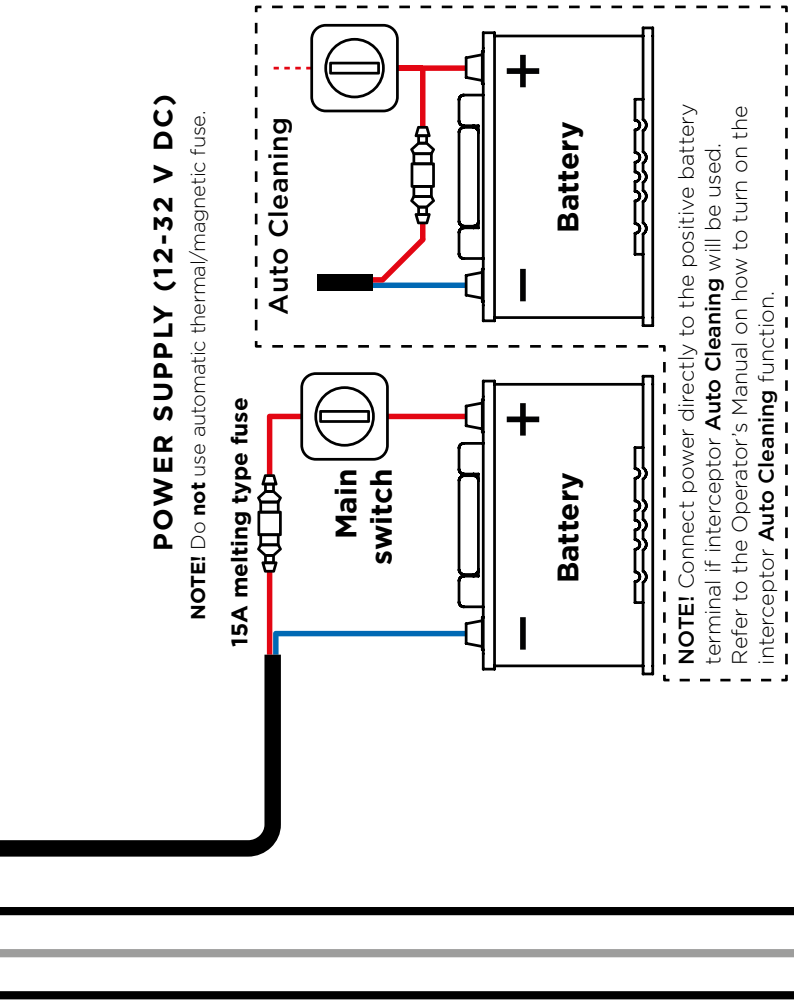 POWER SUPPLY (12-32 V DC)
NOTE! Do not use automatic thermal/magnetic fuse.
15A melting type fuse
Main
switch
Battery
+
−
Auto Cleaning
Battery
+
−
NOTE! Connect power directly to the positive battery
terminal if interceptor Auto Cleaning will be used.
Refer to the Operator’s Manual on how to turn on the
interceptor Auto Cleaning function.